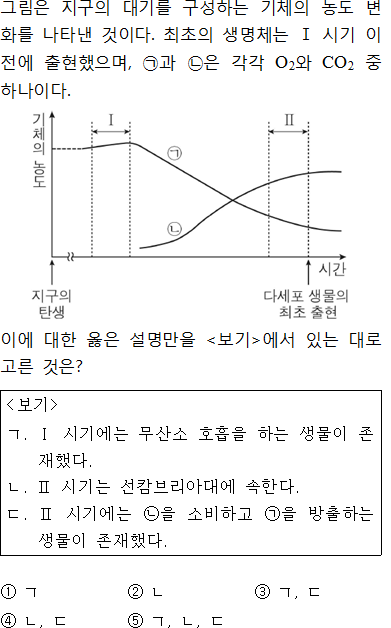 그림은 지구의 대기를 구성하는 기체의 농도 변
화를 나타낸 것이다. 최초의 생명체는 Ⅰ 시기 이
전에 출현했으며, ㉠과 ㉡은 각각 O₂와 CO₂ 중
하나이다.
기체의 농도
Ⅰ
Ⅱ
㉠
㉡
시간
지구의
탄생
다세포 생물의
최초 출현
이에 대한 옳은 설명만을 <보기>에서 있는 대로
고른 것은?
<보기>
ㄱ. Ⅰ 시기에는 무산소 호흡을 하는 생물이 존
재했다.
ㄴ. Ⅱ 시기는 선캄브리아대에 속한다.
ㄷ. Ⅱ 시기에는 ㉡을 소비하고 ㉠을 방출하는
생물이 존재했다.
① ㄱ ② ㄴ ③ ㄱ, ㄷ
④ ㄴ, ㄷ ⑤ ㄱ, ㄴ, ㄷ